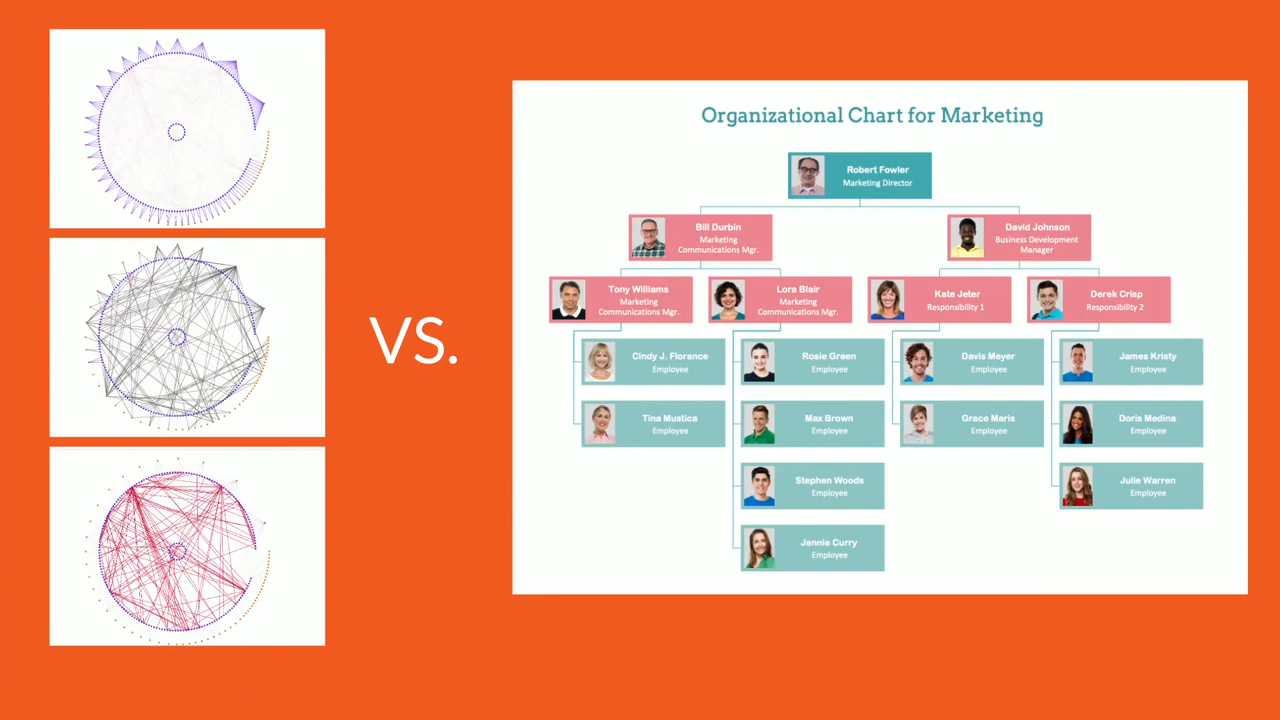 VS.
Organizational Chart for Marketing
Robert Fowler
Marketing Director
Bill Durbin
Marketing
Communications Mgr.
David Johnson
Business Development
Manager
Tony Williams
Marketing
Communications Mgr.
Lora Blair
Marketing
Communications Mgr.
Kate Jeter
Responsibility 1
Derek Crisp
Responsibility 2
Cindy J. Florance
Employee
Rosie Green
Employee
Davis Meyer
Employee
James Kristy
Employee
Tina Mustica
Employee
Max Brown
Employee
Grace Maris
Employee
Doris Medina
Employee
Stephen Woods
Employee
Julie Warren
Employee
Jennie Curry
Employee